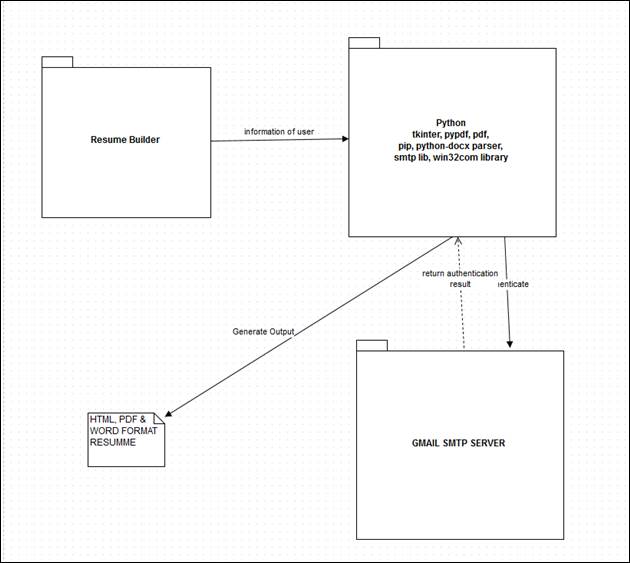 Resume Builder
information of user
Python
tkinter, pypdf, pdf,
pip, python-docx parser,
smtp lib, win32com library
return authentication
result
enticate
Generate Output
HTML, PDF &
WORD FORMAT
RESUMME
GMAIL SMTP SERVER